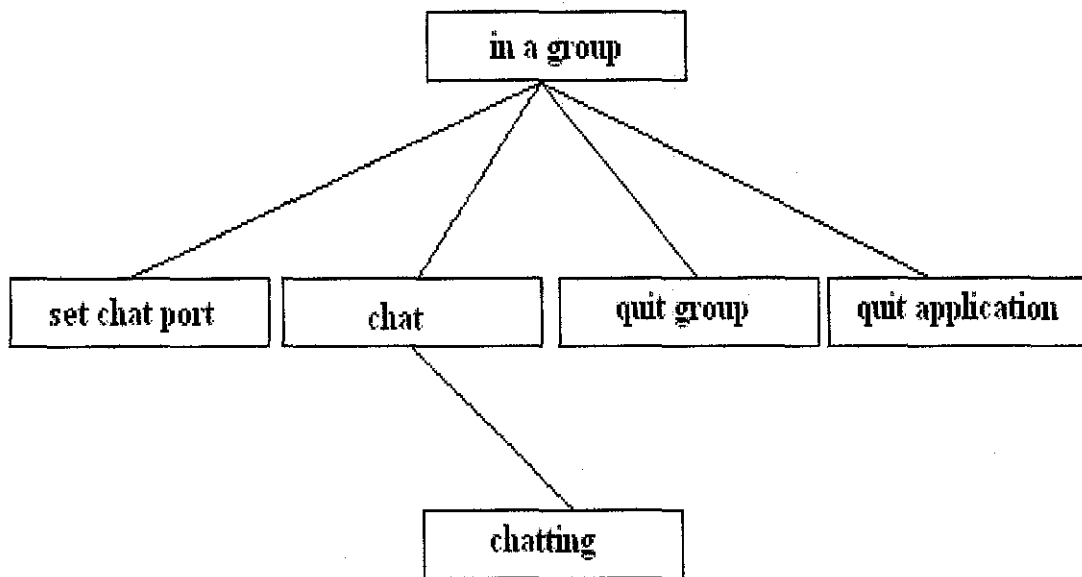 in a group
set chat port
chat
quit group
quit application
chatting